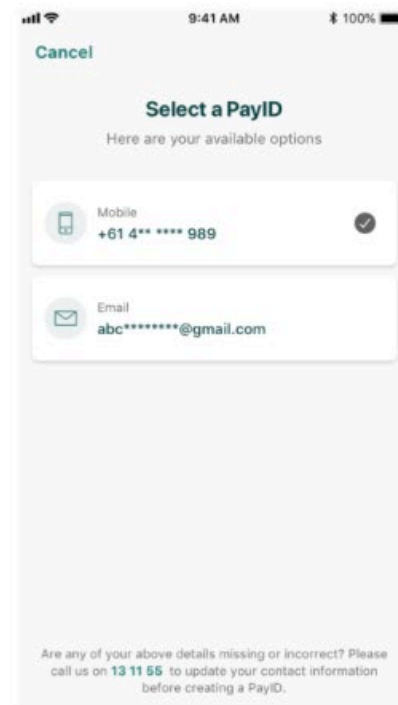 9:41 AM 100%
Cancel
Select a PayID
Here are your available options
Mobile
+61 4** **** 989
Email
abc********@gmail.com
Are any of your above details missing or incorrect? Please
call us on 13 11 55 to update your contact information
before creating a PayID.